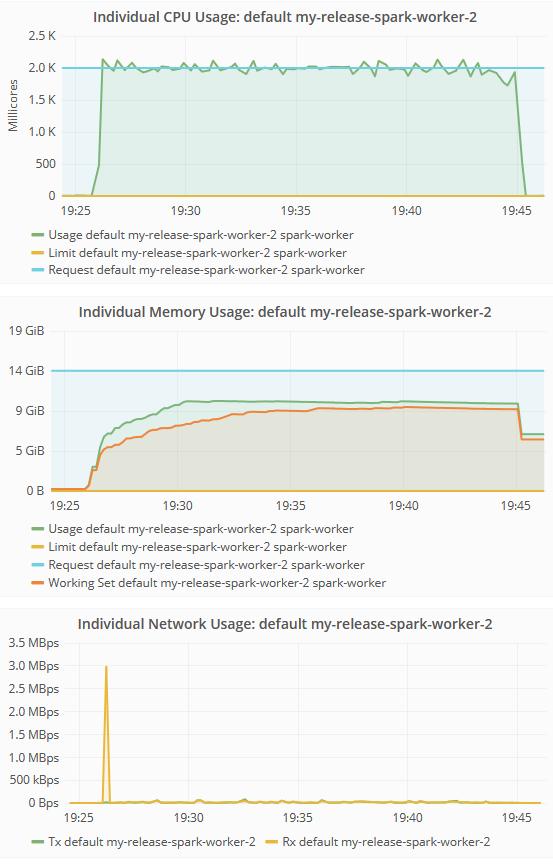 Individual CPU Usage: default my-release-spark-worker-2
2.5 K
2.0 K
1.5 K
1.0 K
500
0
Millicores
19:25 19:30 19:35 19:40 19:45
Usage default my-release-spark-worker-2 spark-worker
Limit default my-release-spark-worker-2 spark-worker
Request default my-release-spark-worker-2 spark-worker
Individual Memory Usage: default my-release-spark-worker-2
19 GiB
14 GiB
9 GiB
5 GiB
0 B
19:25 19:30 19:35 19:40 19:45
Usage default my-release-spark-worker-2 spark-worker
Limit default my-release-spark-worker-2 spark-worker
Request default my-release-spark-worker-2 spark-worker
Working Set default my-release-spark-worker-2 spark-worker
Individual Network Usage: default my-release-spark-worker-2
3.5 MBps
3.0 MBps
2.5 MBps
2.0 MBps
1.5 MBps
1.0 MBps
500 kBps
0 Bps
19:25 19:30 19:35 19:40 19:45
Tx default my-release-spark-worker-2 Rx default my-release-spark-worker-2